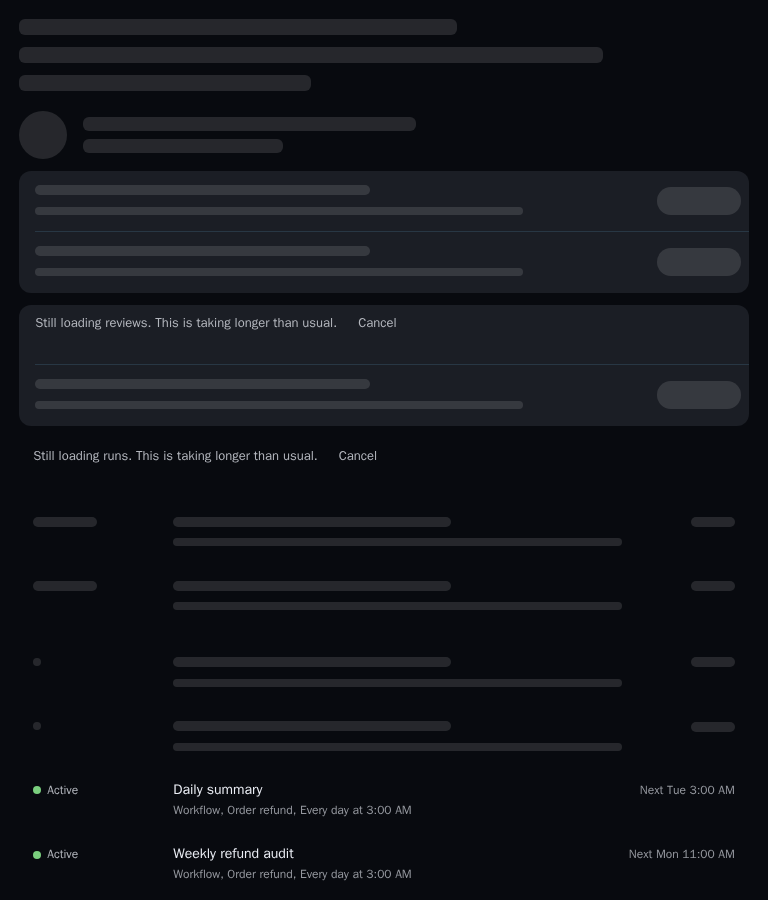 Still loading reviews. This is taking longer than usual. Cancel
Still loading runs. This is taking longer than usual. Cancel
Active Daily summary Next Tue 3:00 AM
Workflow, Order refund, Every day at 3:00 AM
Active Weekly refund audit Next Mon 11:00 AM
Workflow, Order refund, Every day at 3:00 AM